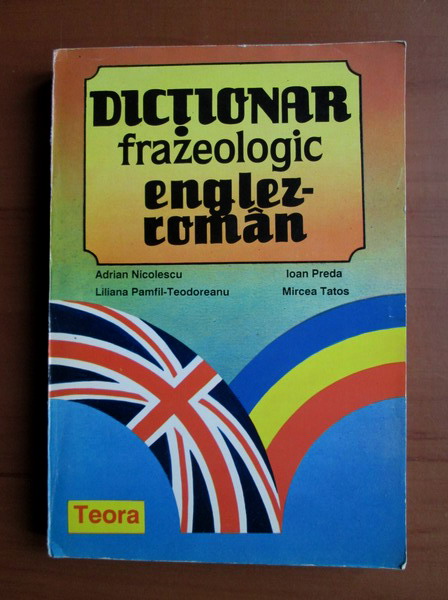 DICȚIONAR
frazeologic
englez-
român
Adrian Nicolescu Ioan Preda
Liliana Pamfil-Teodoreanu Mircea Tatos
Teora